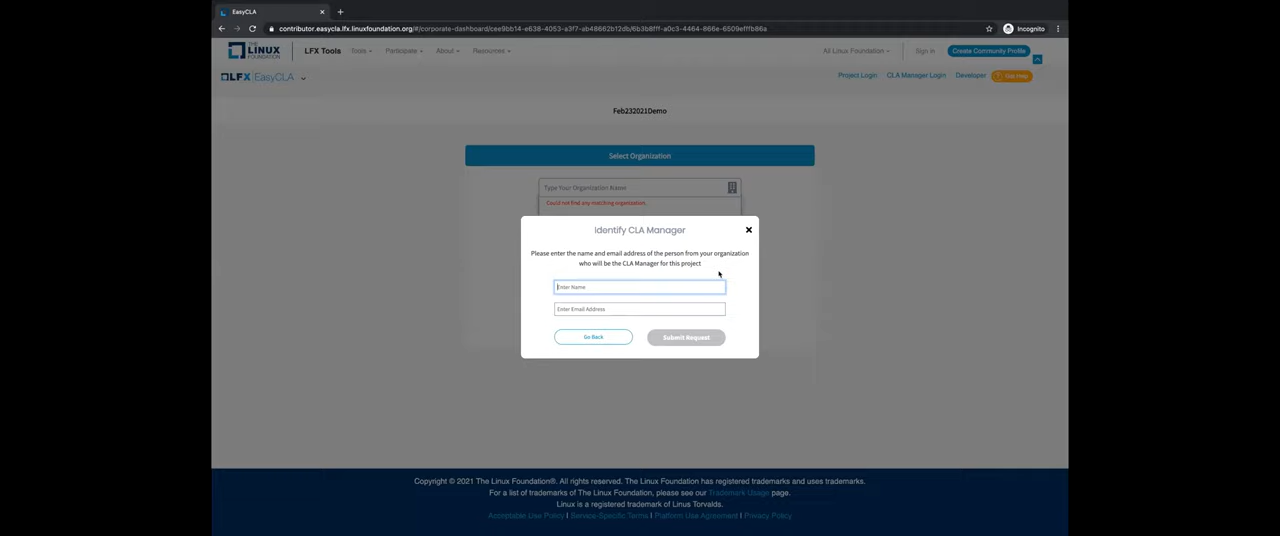 EasyCLA
contributor.easycla.lfx.linuxfoundation.org/#/corporate-dashboard/cee9bb14-e638-4053-a3f7-ab48662b12db/6b3b8fff-a0c3-4464-866e-6509efffb86a
Incognito
THE LINUX FOUNDATION
LFX Tools Tools Participate About Resources All Linux Foundation Sign in Create Community Profile
LFX EasyCLA Project Login CLA Manager Login Developer Get Help
Feb232021Demo
Select Organization
Type Your Organization Name
Could not find any matching organization.
Identify CLA Manager
Please enter the name and email address of the person from your organization
who will be the CLA Manager for this project
Enter Name
Enter Email Address
Go Back Submit Request
Copyright © 2021 The Linux Foundation®. All rights reserved. The Linux Foundation has registered trademarks and uses trademarks.
For a list of trademarks of The Linux Foundation, please see our Trademark Usage page.
Linux is a registered trademark of Linus Torvalds.
Acceptable Use Policy | Service-Specific Terms | Platform Use Agreement | Privacy Policy